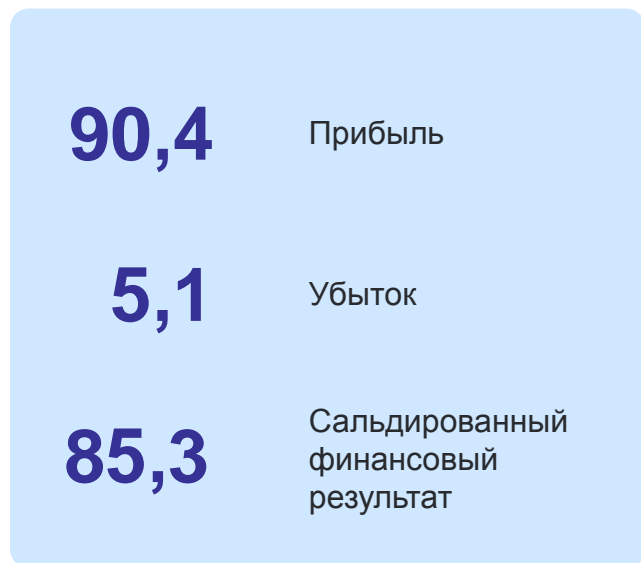 90,4 Прибыль
5,1 Убыток
85,3 Сальдированный
финансовый
результат